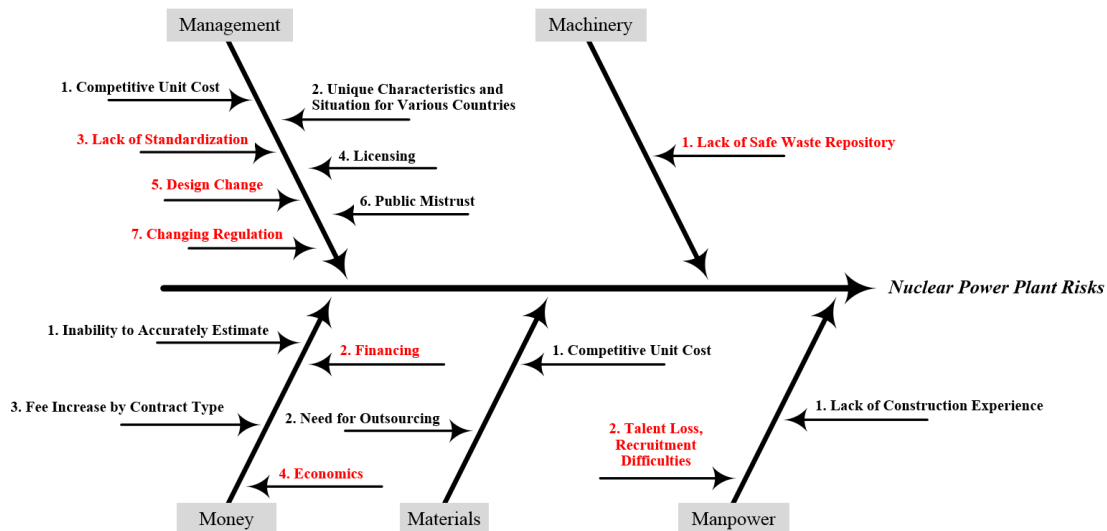 Management
Machinery
1. Competitive Unit Cost
2. Unique Characteristics and
Situation for Various Countries
3. Lack of Standardization
4. Licensing
5. Design Change
6. Public Mistrust
7. Changing Regulation
1. Lack of Safe Waste Repository
Nuclear Power Plant Risks
1. Inability to Accurately Estimate
2. Financing
3. Fee Increase by Contract Type
4. Economics
1. Competitive Unit Cost
2. Need for Outsourcing
1. Lack of Construction Experience
2. Talent Loss,
Recruitment
Difficulties
Money
Materials
Manpower